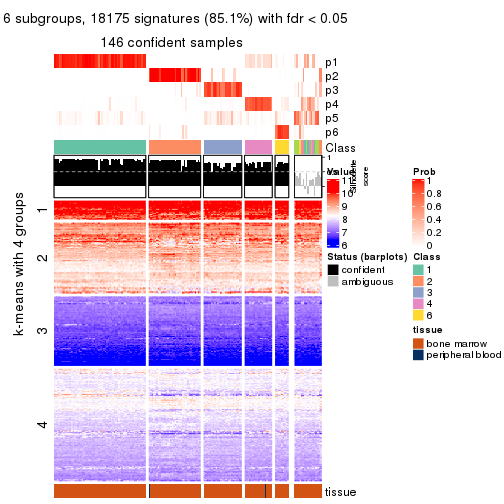 6 subgroups, 18175 signatures (85.1%) with fdr < 0.05
146 confident samples
p1
p2
p3
p4
p5
p6
Class
1
Silhouette
score
k-means with 4 groups
1
2
3
4
tissue
Value
11
10
9
8
7
6
Status (barplots)
confident
ambiguous
Prob
1
0.8
0.6
0.4
0.2
0
Class
1
2
3
4
6
tissue
bone marrow
peripheral blood